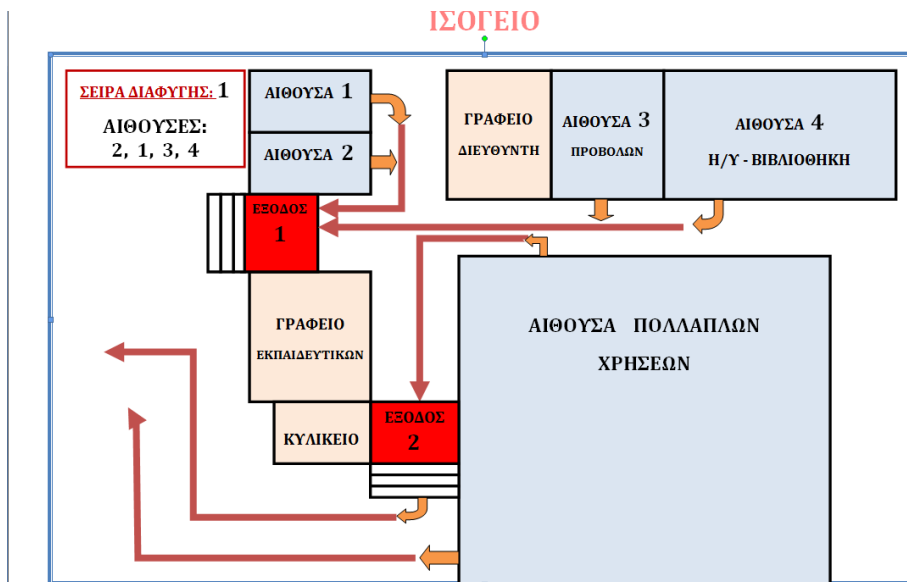 ΙΣΟΓΕΙΟ
ΣΕΙΡΑ ΔΙΑΦΥΓΗΣ: 1
ΑΙΘΟΥΣΕΣ:
2, 1, 3, 4
ΑΙΘΟΥΣΑ 1
ΑΙΘΟΥΣΑ 2
ΓΡΑΦΕΙΟ
ΔΙΕΥΘΥΝΤΗ
ΑΙΘΟΥΣΑ 3
ΠΡΟΒΟΛΩΝ
ΑΙΘΟΥΣΑ 4
Η/Υ - ΒΙΒΛΙΟΘΗΚΗ
ΕΞΟΔΟΣ
1
ΓΡΑΦΕΙΟ
ΕΚΠΑΙΔΕΥΤΙΚΩΝ
ΑΙΘΟΥΣΑ ΠΟΛΛΑΠΛΩΝ
ΧΡΗΣΕΩΝ
ΚΥΛΙΚΕΙΟ
ΕΞΟΔΟΣ
2